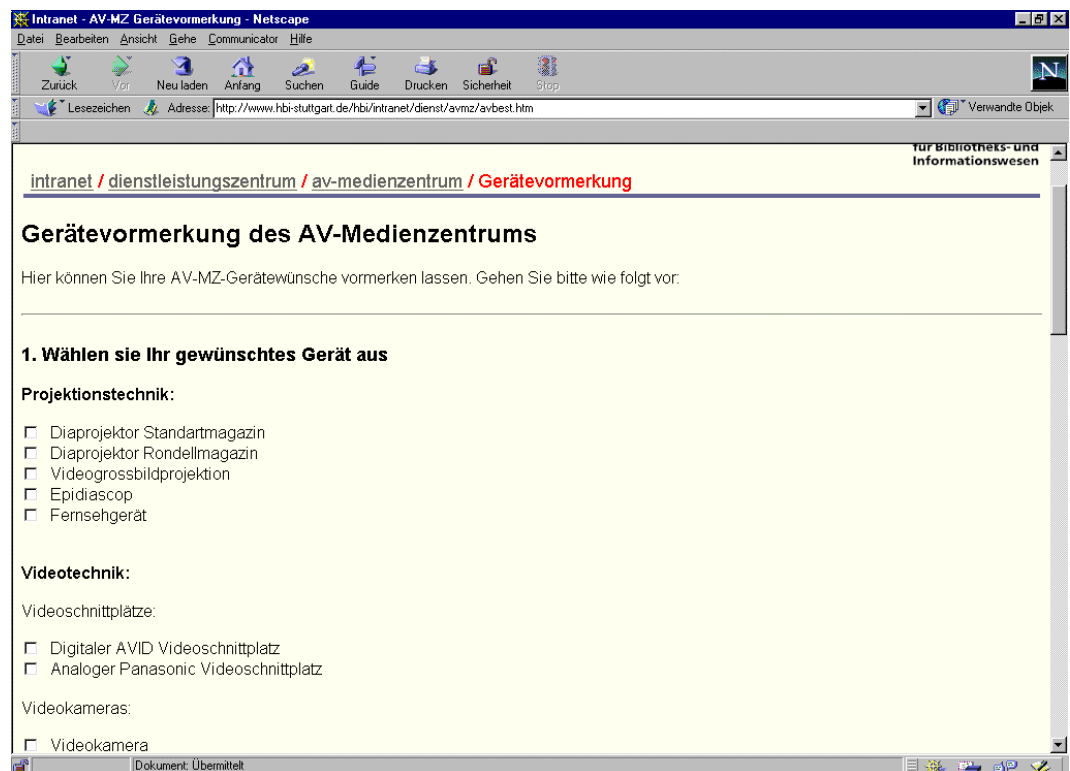 Intranet - AV-MZ Gerätevormerkung - Netscape
Datei Bearbeiten Ansicht Gehe Communicator Hilfe
Zurück Vor Neu laden Anfang Suchen Guide Drucken Sicherheit Stop
N
Lesezeichen Adresse: http://www.hbi-stuttgart.de/hbi/intranet/dienst/avmz/avbest.htm Verwandte Objek
für Bibliotheks- und
Informationswesen
intranet / dienstleistungszentrum / av-medienzentrum / Gerätevormerkung
Gerätevormerkung des AV-Medienzentrums
Hier können Sie Ihre AV-MZ-Gerätewünsche vormerken lassen. Gehen Sie bitte wie folgt vor:
1. Wählen sie Ihr gewünschtes Gerät aus
Projektionstechnik:
Diaprojektor Standartmagazin
Diaprojektor Rondellmagazin
Videogrossbildprojektion
Epidiascop
Fernsehgerät
Videotechnik:
Videoschnittplätze:
Digitaler AVID Videoschnittplatz
Analoger Panasonic Videoschnittplatz
Videokameras:
Videokamera
Dokument: Übermittelt